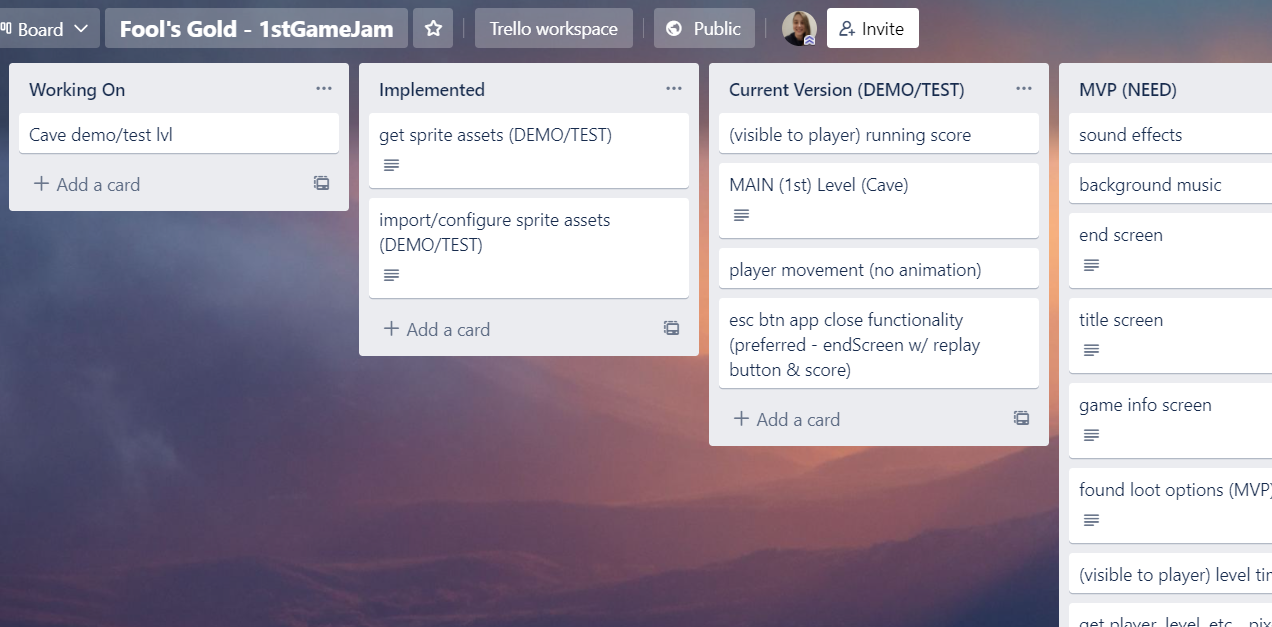 Board
Fool's Gold - 1stGameJam
Trello workspace
Public
Invite
Working On
Cave demo/test lvl
+ Add a card
Implemented
get sprite assets (DEMO/TEST)
import/configure sprite assets
(DEMO/TEST)
+ Add a card
Current Version (DEMO/TEST)
(visible to player) running score
MAIN (1st) Level (Cave)
player movement (no animation)
esc btn app close functionality
(preferred - endScreen w/ replay
button & score)
+ Add a card
MVP (NEED)
sound effects
background music
end screen
title screen
game info screen
found loot options (MVP)
(visible to player) level
get player, level, etc